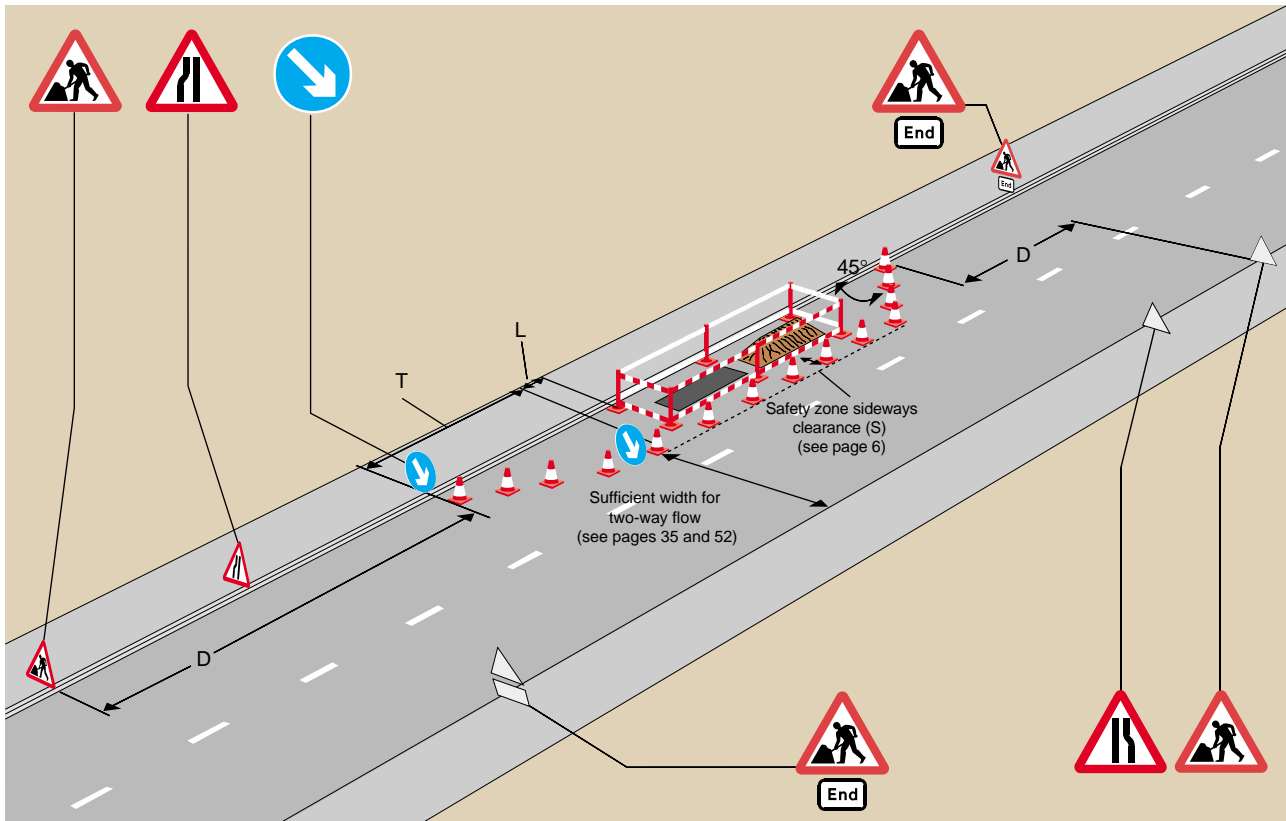 End
End
45°
D
L
T
Safety zone sideways
clearance (S)
(see page 6)
Sufficient width for
two-way flow
(see pages 35 and 52)
D
End